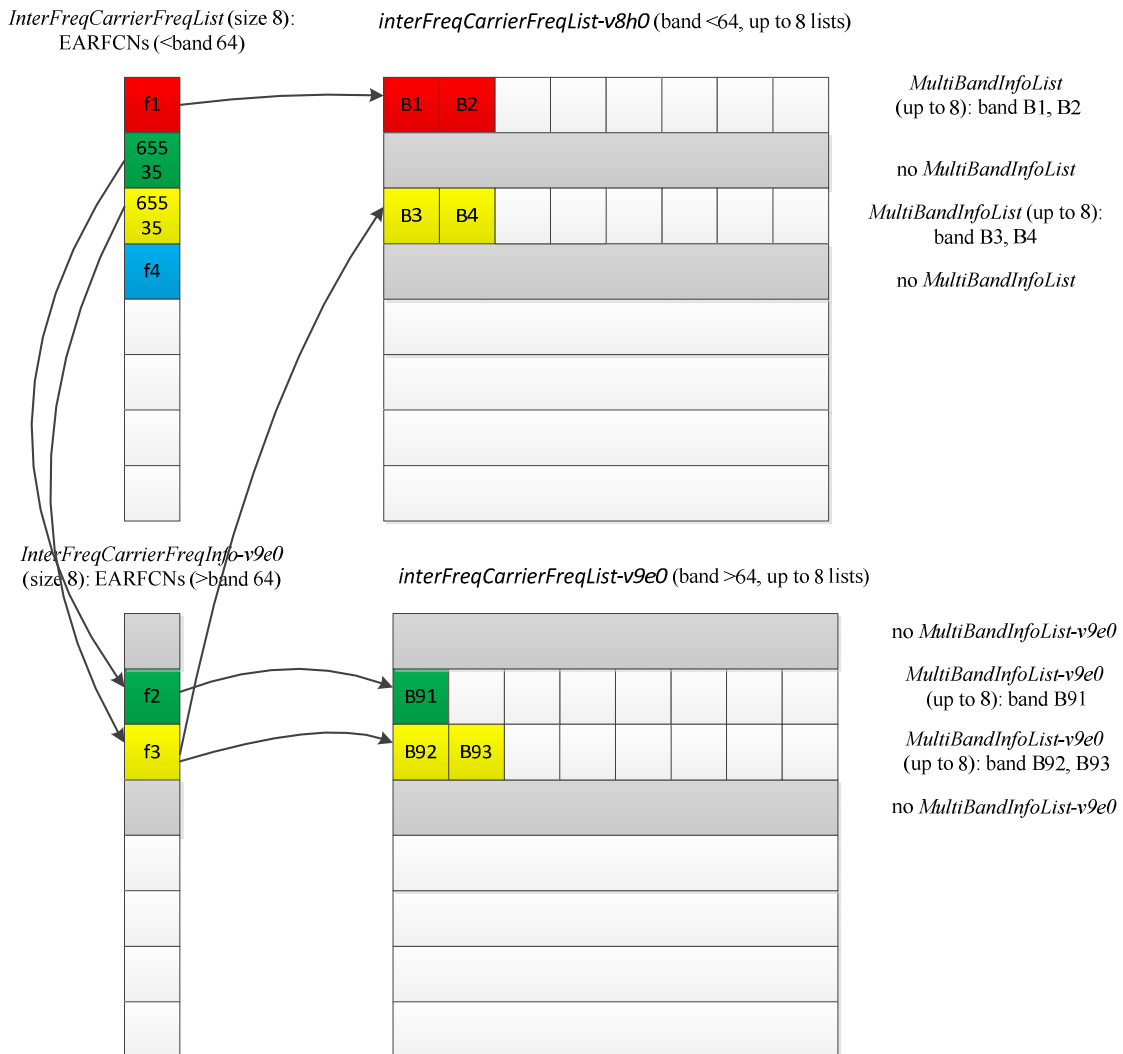 InterFreqCarrierFreqList (size 8):
EARFCNs (<band 64)
interFreqCarrierFreqList-v8h0 (band <64, up to 8 lists)
f1
B1 B2
MultiBandInfoList
(up to 8): band B1, B2
655
35
no MultiBandInfoList
655
35
B3 B4
MultiBandInfoList (up to 8):
band B3, B4
f4
no MultiBandInfoList
InterFreqCarrierFreqInfo-v9e0
(size 8): EARFCNs (>band 64)
interFreqCarrierFreqList-v9e0 (band >64, up to 8 lists)
no MultiBandInfoList-v9e0
f2
B91
MultiBandInfoList-v9e0
(up to 8): band B91
f3
B92 B93
MultiBandInfoList-v9e0
(up to 8): band B92, B93
no MultiBandInfoList-v9e0